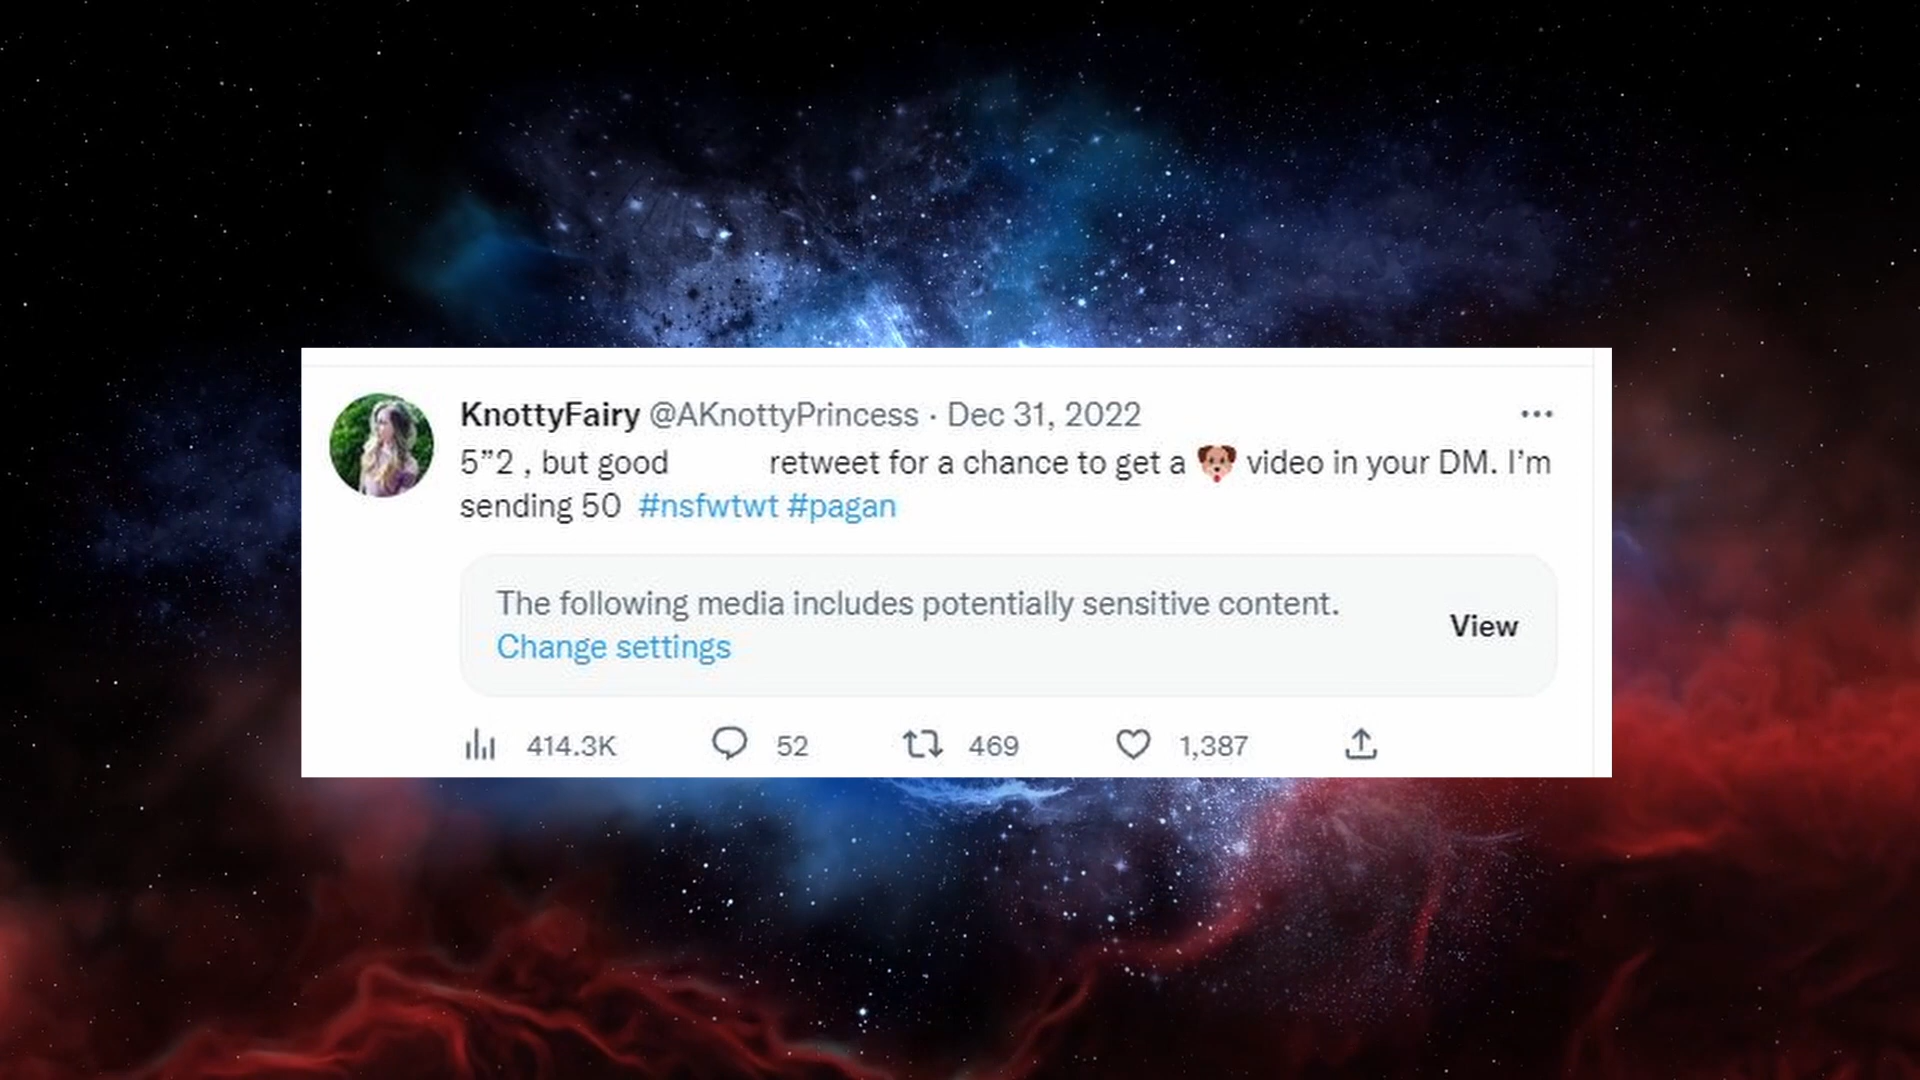 KnottyFairy @AKnottyPrincess · Dec 31, 2022
5”2 , but good retweet for a chance to get a 🐶 video in your DM. I’m
sending 50 #nsfwtwt #pagan
The following media includes potentially sensitive content.
Change settings
View
414.3K 52 469 1,387